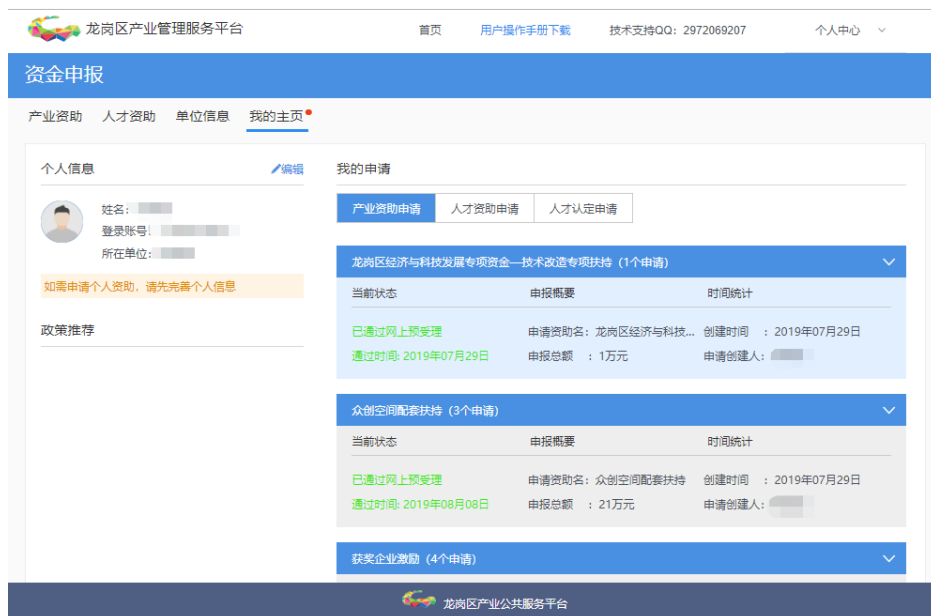 龙岗区产业管理服务平台
首页 用户操作手册下载 技术支持QQ：2972069207 个人中心
资金申报
产业资助 人才资助 单位信息 我的主页
个人信息 编辑
姓名:
登录账号:
所在单位:
如需申请个人资助，请先完善个人信息
政策推荐
我的申请
产业资助申请 人才资助申请 人才认定申请
龙岗区经济与科技发展专项资金—技术改造专项扶持（1个申请）
当前状态 申报概要 时间统计
已通过网上预受理 申请资助名：龙岗区经济与科技... 创建时间 ：2019年07月29日
通过时间: 2019年07月29日 申报总额 ：1万元 申请创建人：
众创空间配套扶持（3个申请）
当前状态 申报概要 时间统计
已通过网上预受理 申请资助名：众创空间配套扶持 创建时间 ：2019年07月29日
通过时间: 2019年08月08日 申报总额 ：21万元 申请创建人：
获奖企业激励（4个申请）
龙岗区产业公共服务平台